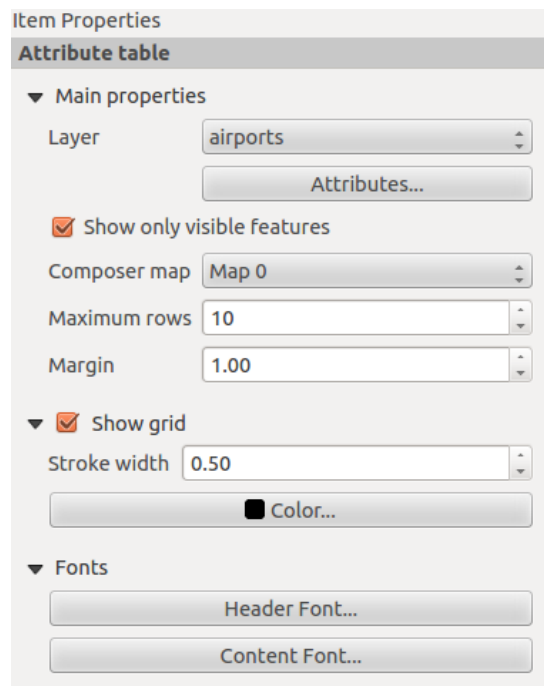 Item Properties
Attribute table
Main properties
Layer airports
Attributes...
Show only visible features
Composer map Map 0
Maximum rows 10
Margin 1.00
Show grid
Stroke width 0.50
Color...
Fonts
Header Font...
Content Font...